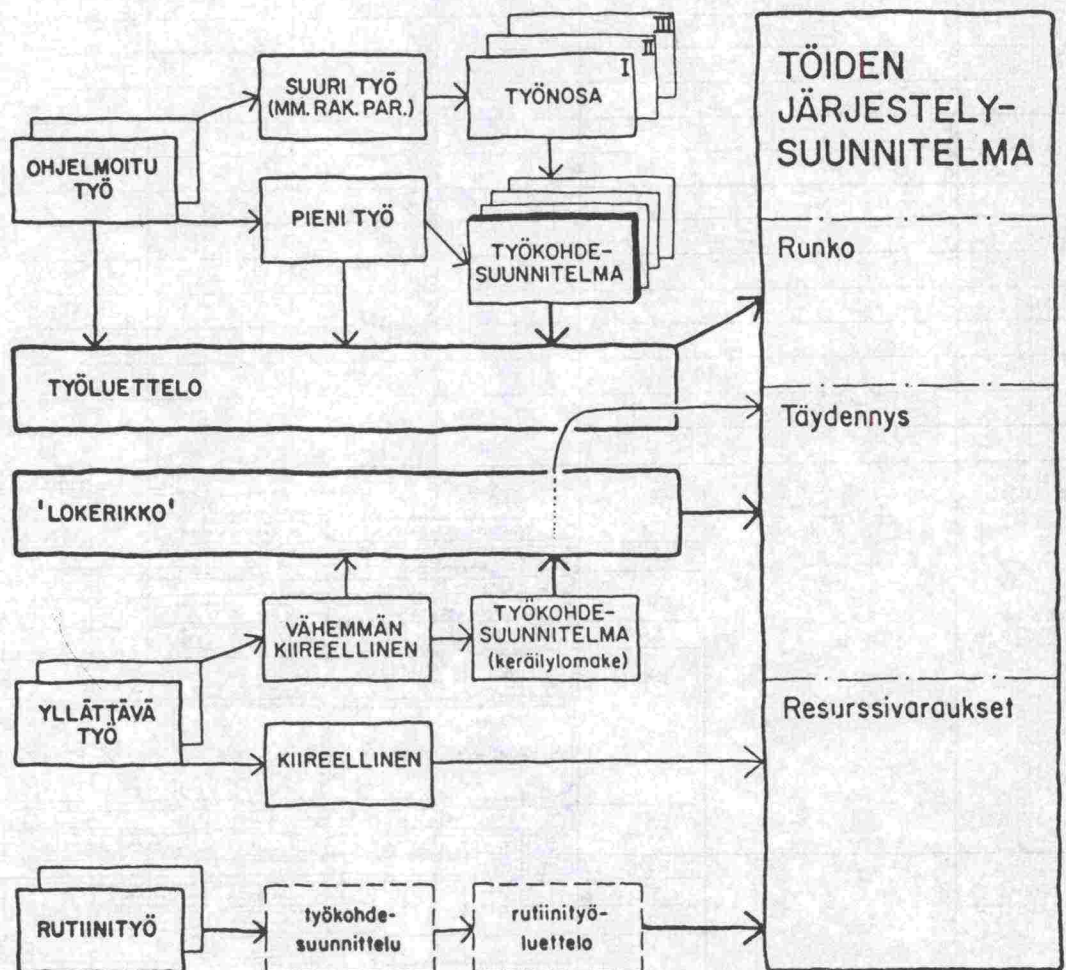 SUURI TYÖ
(MM. RAK. PAR.)
TYÖNOSA
I
II
III
OHJELMOITU
TYÖ
PIENI TYÖ
TYÖKOHDE-
SUUNNITELMA
TYÖLUETTELO
'LOKERIKKO'
VÄHEMMÄN
KIIREELLINEN
TYÖKOHDE-
SUUNNITELMA
(keräilylomake)
YLLÄTTÄVÄ
TYÖ
KIIREELLINEN
RUTIINITYÖ
työkohde-
suunnittelu
rutiinityö-
luettelo
TÖIDEN
JÄRJESTELY-
SUUNNITELMA
Runko
Täydennys
Resurssivaraukset